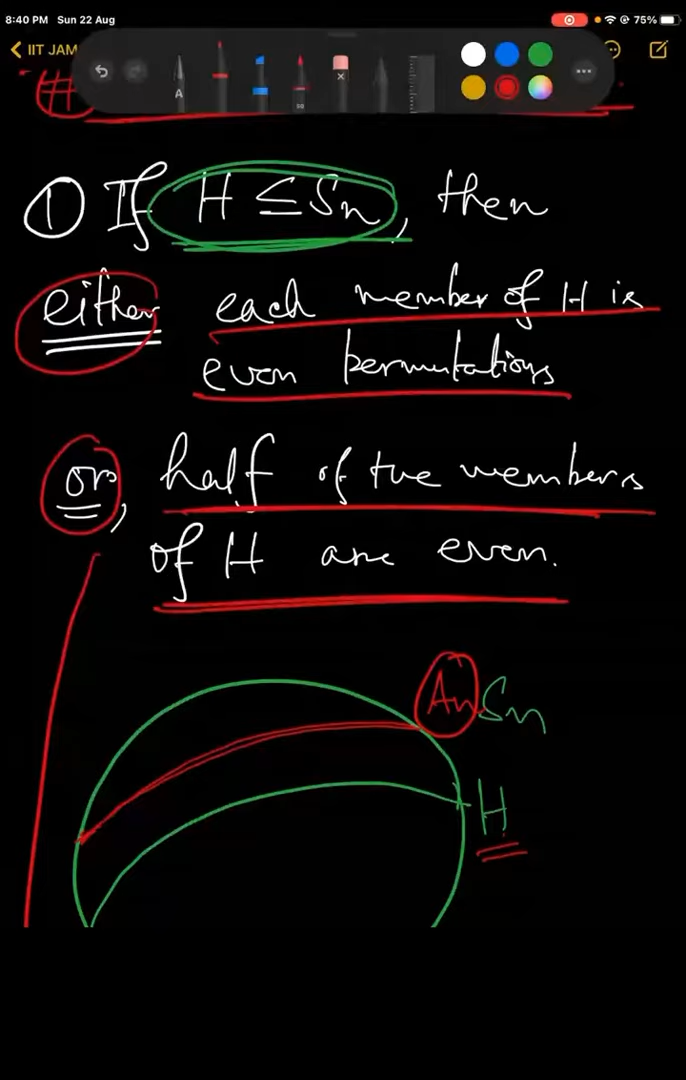 8:40 PM Sun 22 Aug 75%
IIT JAM
#
① If H ≤ Sn, then
either each member of H is
even permutations
or, half of the members
of H are even.
An Sn
H